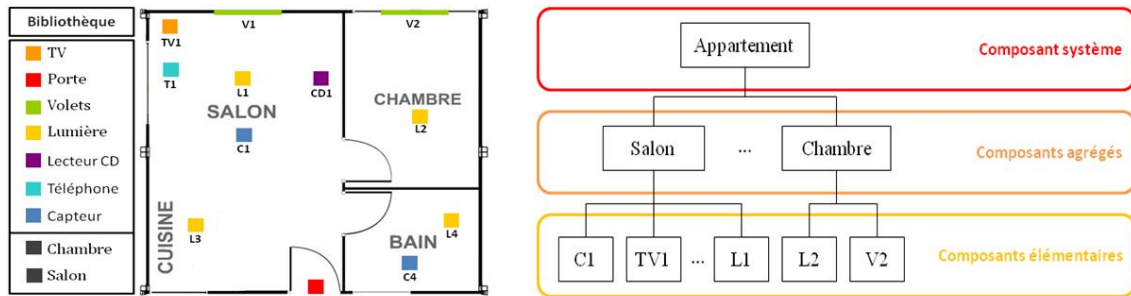 Bibliothèque
TV
Porte
Volets
Lumière
Lecteur CD
Téléphone
Capteur
Chambre
Salon
V1
V2
TV1
T1
L1
CD1
SALON
CHAMBRE
L2
C1
CUISINE
L3
BAIN
L4
C4
Appartement
Composant système
Salon
...
Chambre
Composants agrégés
C1
TV1
...
L1
L2
V2
Composants élémentaires